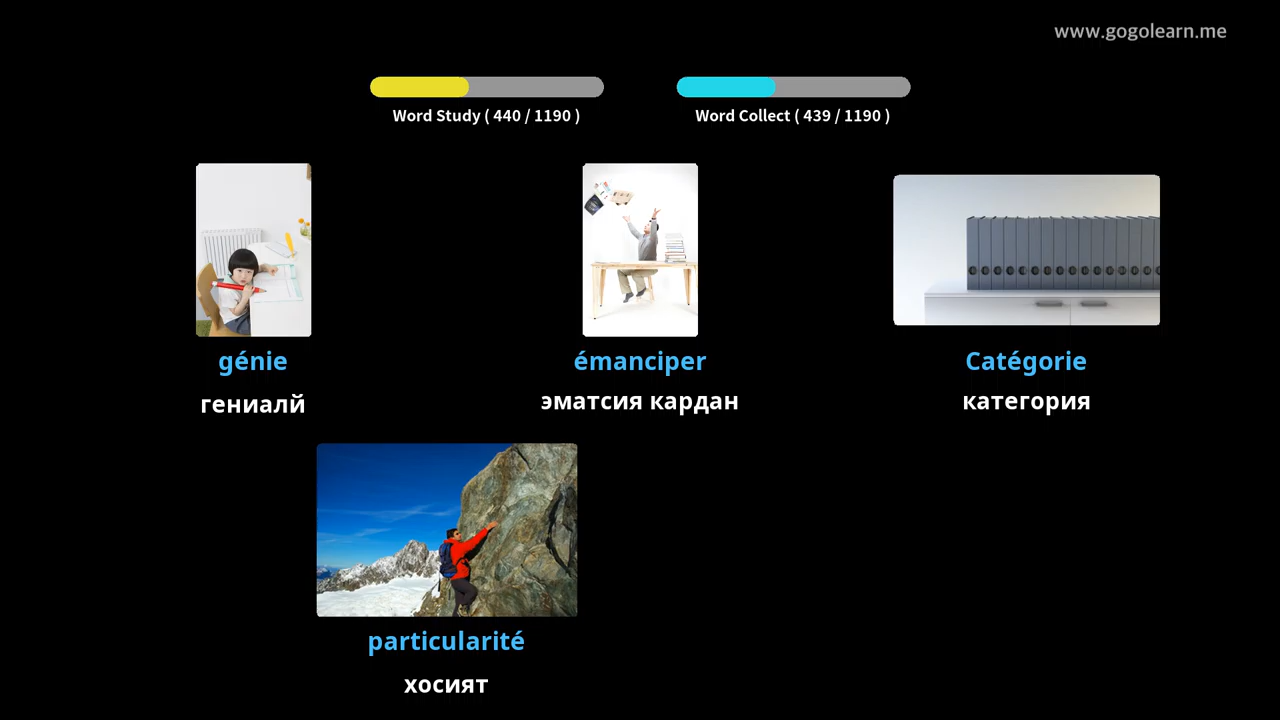 www.gogolearn.me
Word Study ( 440 / 1190 )
Word Collect ( 439 / 1190 )
génie
гениалй
émanciper
эматсия кардан
Catégorie
категория
particularité
хосият